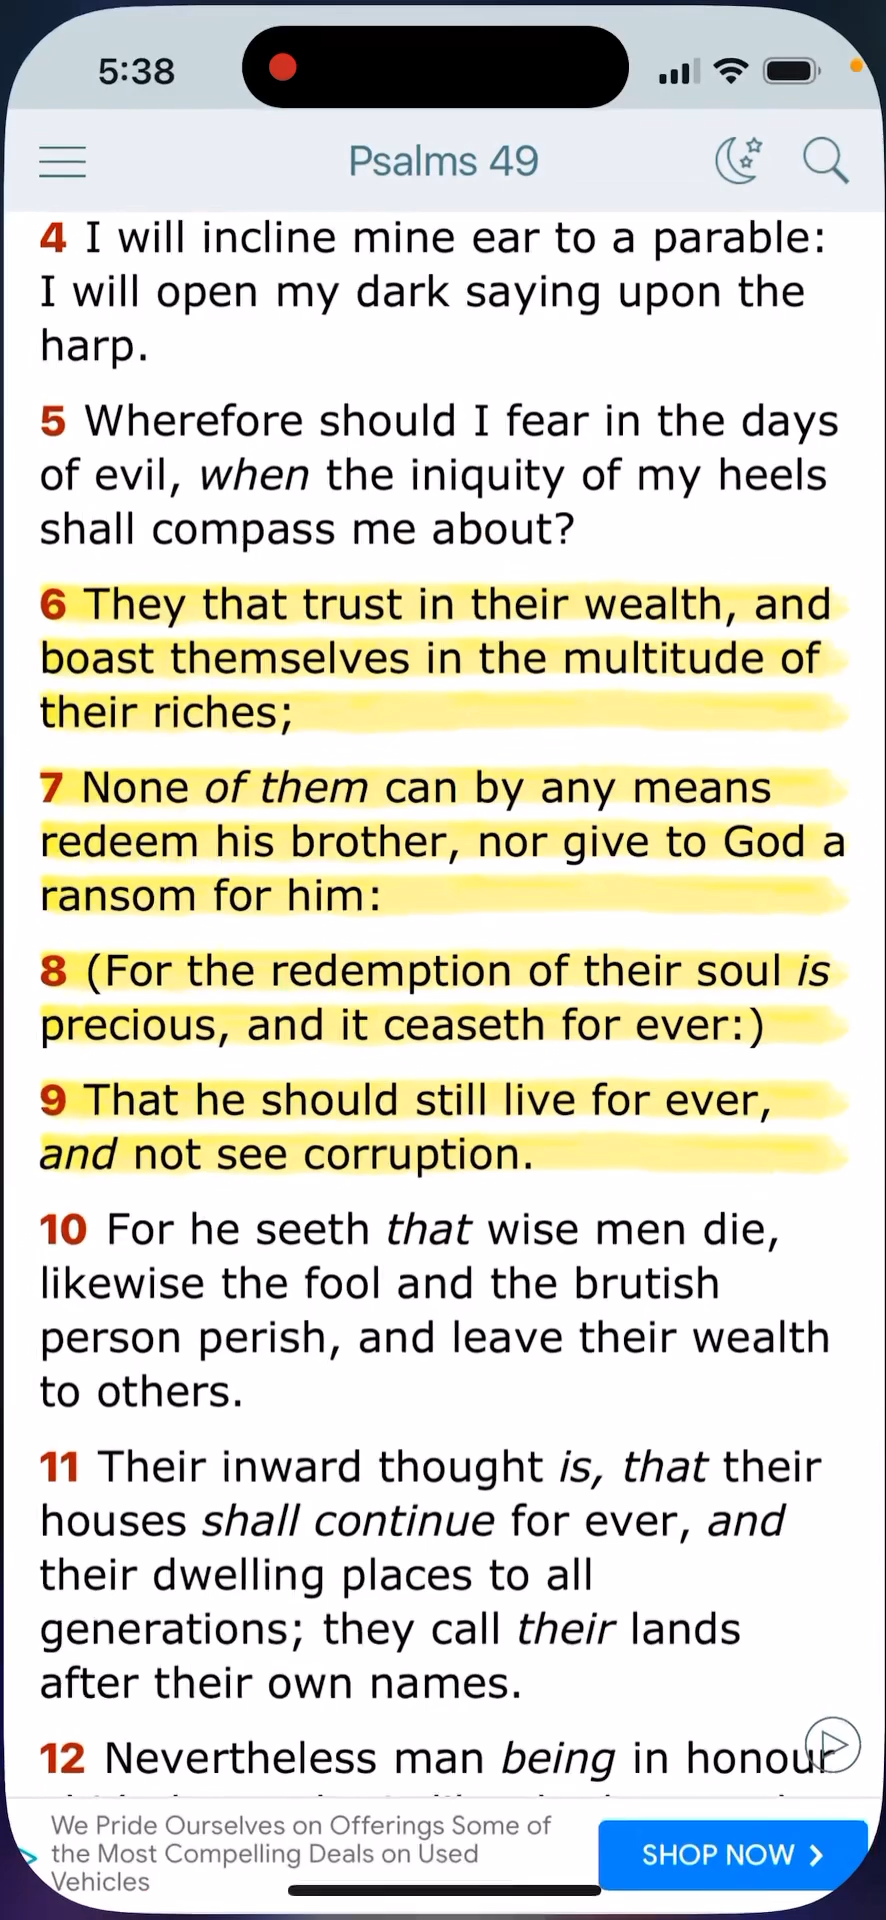 5:38
Psalms 49
4 I will incline mine ear to a parable:
I will open my dark saying upon the
harp.
5 Wherefore should I fear in the days
of evil, when the iniquity of my heels
shall compass me about?
6 They that trust in their wealth, and
boast themselves in the multitude of
their riches;
7 None of them can by any means
redeem his brother, nor give to God a
ransom for him:
8 (For the redemption of their soul is
precious, and it ceaseth for ever:)
9 That he should still live for ever,
and not see corruption.
10 For he seeth that wise men die,
likewise the fool and the brutish
person perish, and leave their wealth
to others.
11 Their inward thought is, that their
houses shall continue for ever, and
their dwelling places to all
generations; they call their lands
after their own names.
12 Nevertheless man being in honour
We Pride Ourselves on Offerings Some of
the Most Compelling Deals on Used
Vehicles
SHOP NOW